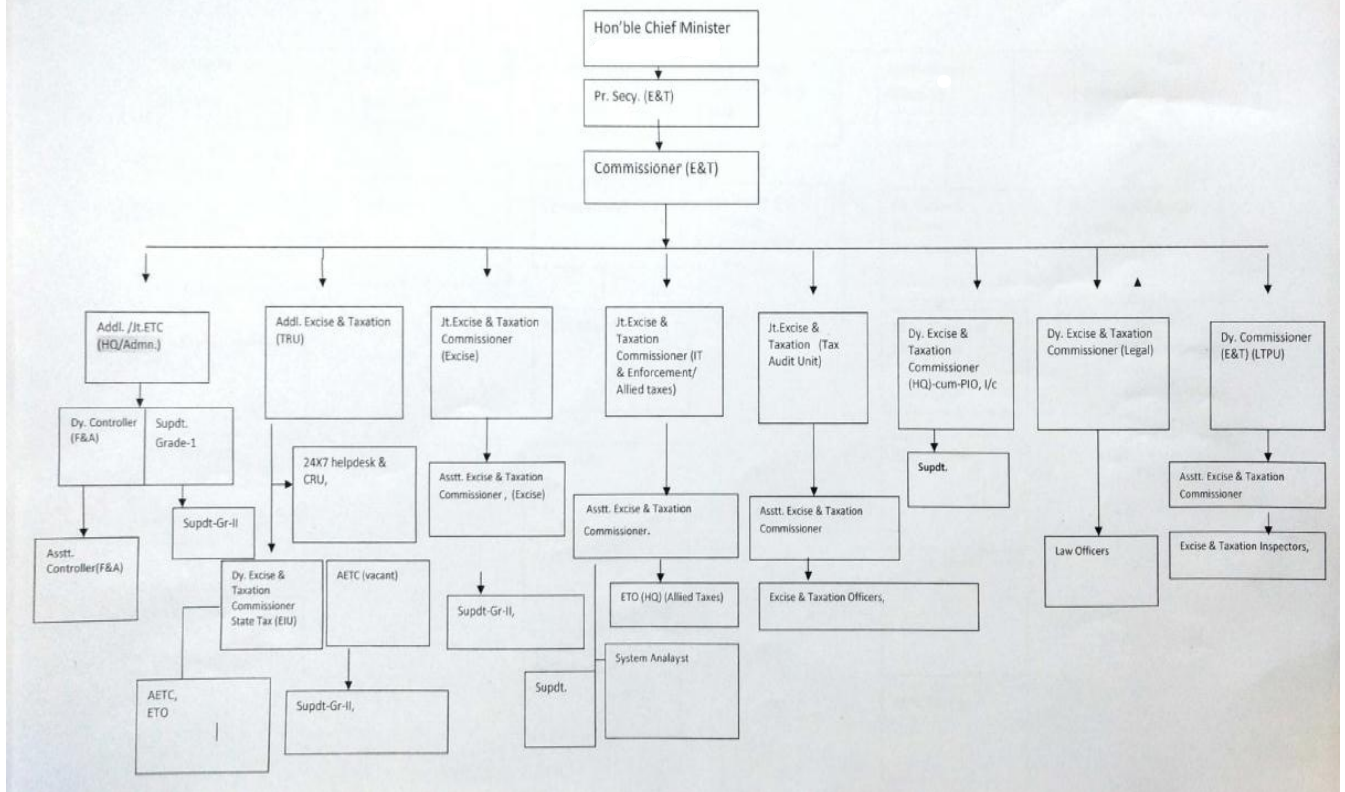 Hon'ble Chief Minister
Pr. Secy. (E&T)
Commissioner (E&T)
Addl. /Jt.ETC
(HQ/Admn.)
Addl. Excise & Taxation
(TRU)
Jt.Excise & Taxation
Commissioner
(Excise)
Jt.Excise &
Taxation
Commissioner (IT
& Enforcement/
Allied taxes)
Jt.Excise &
Taxation (Tax
Audit Unit)
Dy. Excise &
Taxation
Commissioner
(HQ)-cum-PIO, I/c
Dy. Excise & Taxation
Commissioner (Legal)
Dy. Commissioner
(E&T) (LTPU)
Dy. Controller
(F&A)
Supdt.
Grade-1
24X7 helpdesk &
CRU,
Asstt. Excise & Taxation
Commissioner , (Excise)
Asstt. Excise & Taxation
Commissioner.
Asstt. Excise & Taxation
Commissioner
Supdt.
Asstt. Excise & Taxation
Commissioner
Supdt-Gr-II
Asstt.
Controller(F&A)
Dy. Excise &
Taxation
Commissioner
State Tax (EIU)
AETC (vacant)
Supdt-Gr-II,
ETO (HQ) (Allied Taxes)
Excise & Taxation Officers,
Law Officers
Excise & Taxation Inspectors,
AETC,
ETO
Supdt-Gr-II,
Supdt.
System Analayst